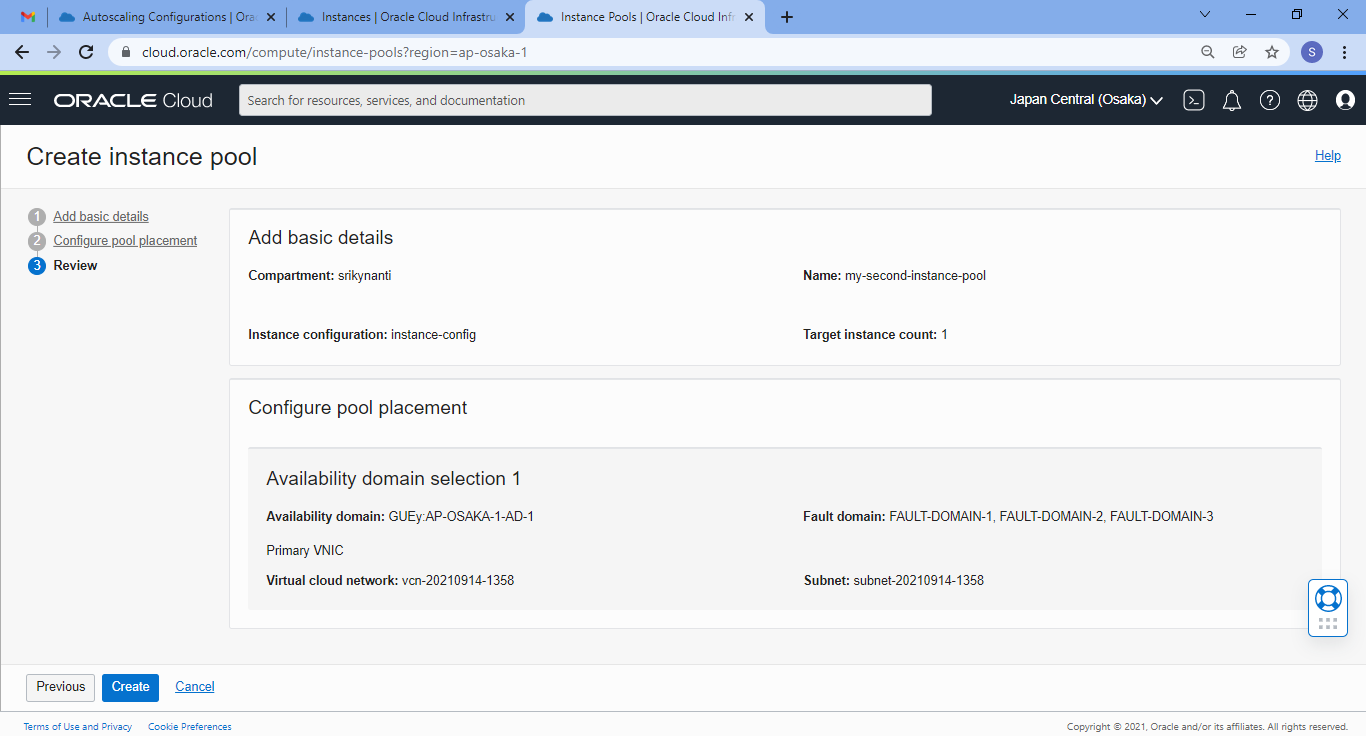 Autoscaling Configurations | Ora
Instances | Oracle Cloud Infrastru
Instance Pools | Oracle Cloud Infr
cloud.oracle.com/compute/instance-pools?region=ap-osaka-1
S
ORACLE Cloud
Search for resources, services, and documentation
Japan Central (Osaka)
Create instance pool
Help
1 Add basic details
2 Configure pool placement
3 Review
Add basic details
Compartment: srikynanti
Name: my-second-instance-pool
Instance configuration: instance-config
Target instance count: 1
Configure pool placement
Availability domain selection 1
Availability domain: GUEy:AP-OSAKA-1-AD-1
Fault domain: FAULT-DOMAIN-1, FAULT-DOMAIN-2, FAULT-DOMAIN-3
Primary VNIC
Virtual cloud network: vcn-20210914-1358
Subnet: subnet-20210914-1358
Previous
Create
Cancel
Terms of Use and Privacy
Cookie Preferences
Copyright © 2021, Oracle and/or its affiliates. All rights reserved.